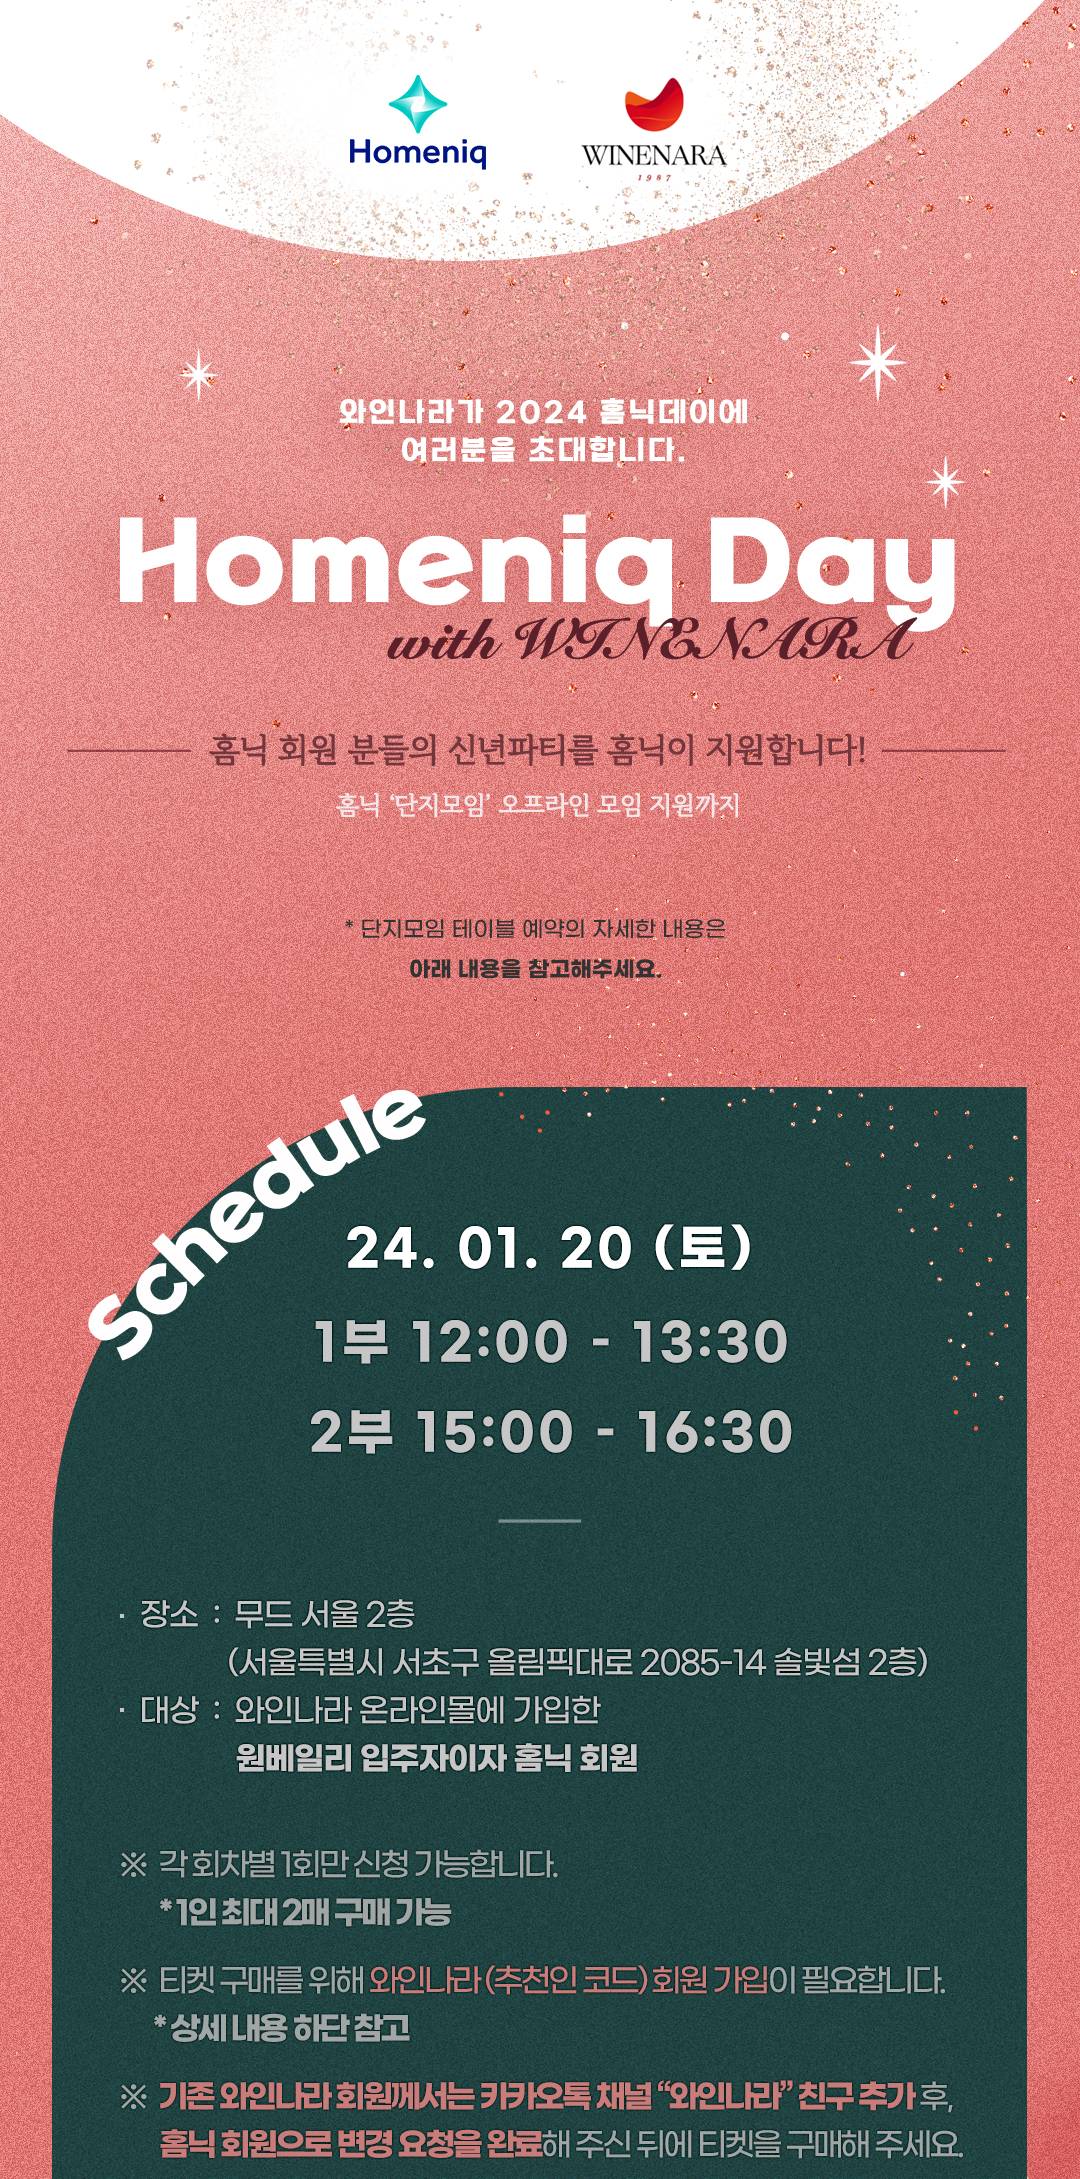 Homeniq
WINENARA
1987
와인나라가 2024 홈닉데이에
여러분을 초대합니다.
Homeniq Day
with WINENARA
홈닉 회원 분들의 신년파티를 홈닉이 지원합니다!
홈닉 ‘단지모임’ 오프라인 모임 지원까지
* 단지모임 테이블 예약의 자세한 내용은
아래 내용을 참고해주세요.
Schedule
24. 01. 20 (토)
1부 12:00 - 13:30
2부 15:00 - 16:30
· 장소 : 무드 서울 2층
(서울특별시 서초구 올림픽대로 2085-14 솔빛섬 2층)
· 대상 : 와인나라 온라인몰에 가입한
원베일리 입주자이자 홈닉 회원
※ 각 회차별 1회만 신청 가능합니다.
* 1인 최대 2매 구매 가능
※ 티켓 구매를 위해 와인나라 (추천인 코드) 회원 가입이 필요합니다.
* 상세 내용 하단 참고
※ 기존 와인나라 회원께서는 카카오톡 채널 “와인나라” 친구 추가 후,
홈닉 회원으로 변경 요청을 완료해 주신 뒤에 티켓을 구매해 주세요.